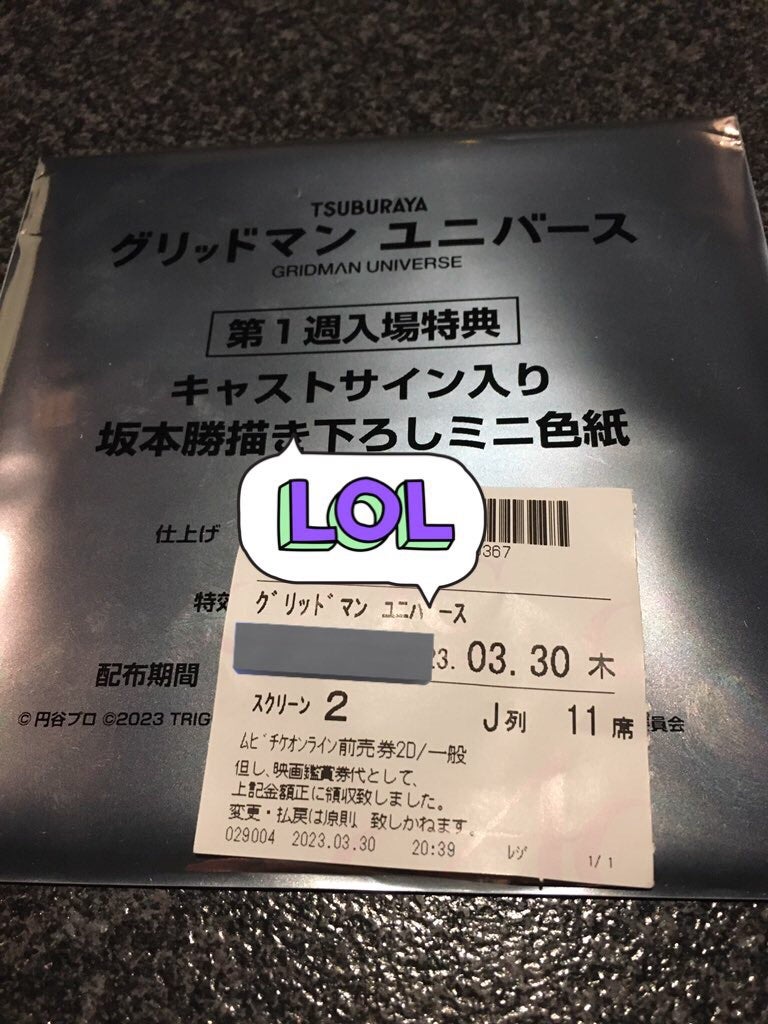 TSUBURAYA
グリッドマン ユニバース
GRIDMAN UNIVERSE
第1週入場特典
キャストサイン入り
坂本勝描き下ろしミニ色紙
LOL
仕上げ
367
特効
グリッドマン ユニバース
23. 03. 30 木
配布期間
スクリーン 2
J列 11席
©円谷プロ ©2023 TRIG
員会
ムビチケオンライン前売券2D/一般
但し、映画鑑賞券代として、
上記金額正に領収致しました。
変更・払戻は原則 致しかねます。
029004 2023.03.30 20:39 レジ 1/1